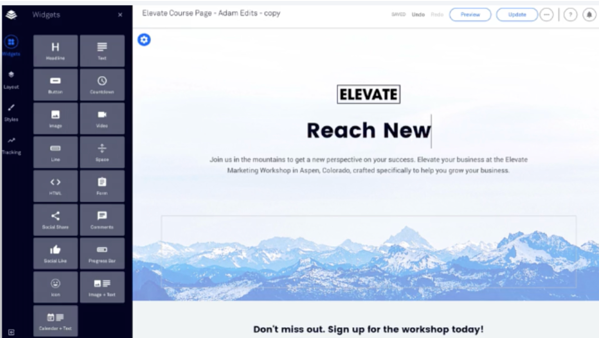 Widgets
×
Elevate Course Page - Adam Edits - copy
Undo
Redo
Preview
Update
?
Widgets
Layout
Styles
Tracking
Headline
Text
Button
Countdown
Image
Video
Line
Space
HTML
Form
Social Share
Comments
Social Like
Progress Bar
Icon
Image + Text
Calendar + Text
ELEVATE
Reach New
Join us in the mountains to get a new perspective on your success. Elevate your business at the Elevate
Marketing Workshop in Aspen, Colorado, crafted specifically to help you grow your business.
Don't miss out. Sign up for the workshop today!